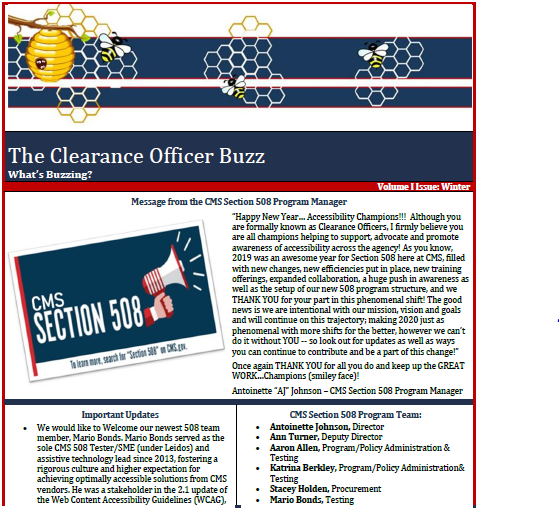 The Clearance Officer Buzz
What's Buzzing?
Volume I Issue: Winter
Message from the CMS Section 508 Program Manager
CMS
SECTION 508
To learn more, search for "Section 508" on CMS.gov.
"Happy New Year... Accessibility Champions!!! Although you
are formally known as Clearance Officers, I firmly believe you
are all champions helping to support, advocate and promote
awareness of accessibility across the agency! As you know,
2019 was an awesome year for Section 508 here at CMS, filled
with new changes, new efficiencies put in place, new training
offerings, expanded collaboration, a huge push in awareness as
well as the setup of our new 508 program structure, and we
THANK YOU for your part in this phenomenal shift! The good
news is we are intentional with our mission, vision and goals
and will continue on this trajectory; making 2020 just as
phenomenal with more shifts for the better, however we can't
do it without YOU -- so look out for updates as well as ways
you can continue to contribute and be a part of this change!"
Once again THANK YOU for all you do and keep up the GREAT
WORK...Champions (smiley face)!
Antoinette "AJ" Johnson – CMS Section 508 Program Manager
Important Updates
• We would like to Welcome our newest 508 team
member, Mario Bonds. Mario Bonds served as the
sole CMS 508 Tester/SME (under Leidos) and
assistive technology lead since 2013, fostering a
rigorous culture and higher expectation for
achieving optimally accessible solutions from CMS
vendors. He was a stakeholder in the 2.1 update of
the Web Content Accessibility Guidelines (WCAG),
CMS Section 508 Program Team:
• Antoinette Johnson, Director
• Ann Turner, Deputy Director
• Aaron Allen, Program/Policy Administration &
Testing
• Katrina Berkley, Program/Policy Administration&
Testing
• Stacey Holden, Procurement
• Mario Bonds, Testing